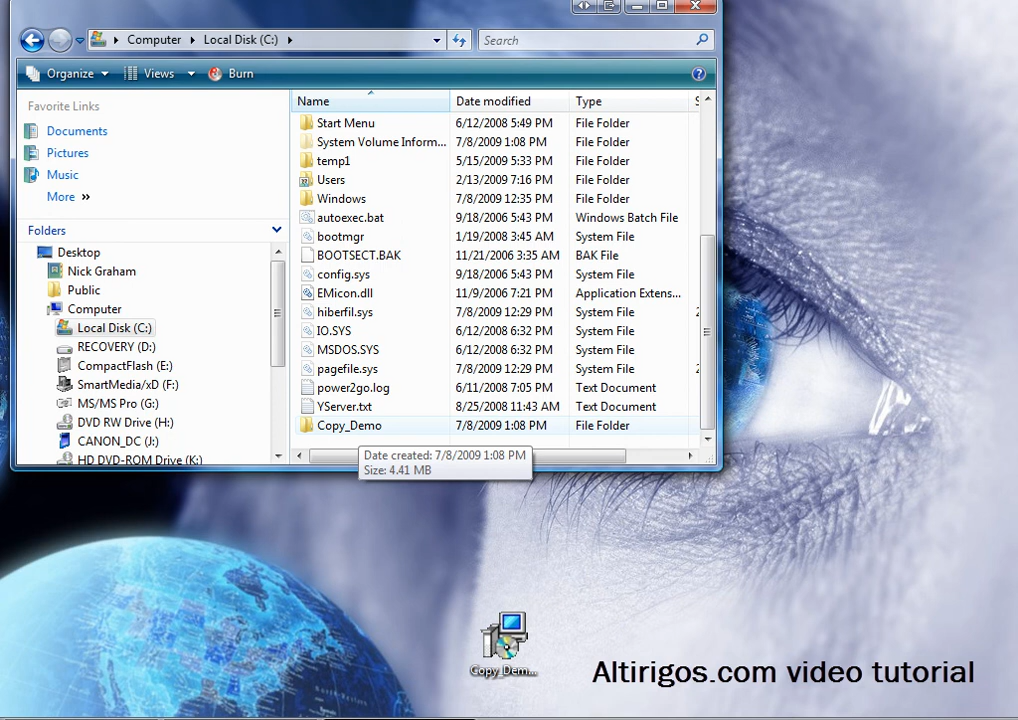 Computer Local Disk (C:) Search
Organize Views Burn
Favorite Links
Documents
Pictures
Music
More »
Folders
Desktop
Nick Graham
Public
Computer
Local Disk (C:)
RECOVERY (D:)
CompactFlash (E:)
SmartMedia/xD (F:)
MS/MS Pro (G:)
DVD RW Drive (H:)
CANON_DC (J:)
HD DVD-ROM Drive (K:)
Name Date modified Type S
Start Menu 6/12/2008 5:49 PM File Folder
System Volume Inform... 7/8/2009 1:08 PM File Folder
temp1 5/15/2009 5:33 PM File Folder
Users 2/13/2009 7:16 PM File Folder
Windows 7/8/2009 12:35 PM File Folder
autoexec.bat 9/18/2006 5:43 PM Windows Batch File
bootmgr 1/19/2008 3:45 AM System File
BOOTSECT.BAK 11/21/2006 3:35 AM BAK File
config.sys 9/18/2006 5:43 PM System File
EMicon.dll 11/9/2006 7:21 PM Application Extens...
hiberfil.sys 7/8/2009 12:29 PM System File 2
IO.SYS 6/12/2008 6:32 PM System File
MSDOS.SYS 6/12/2008 6:32 PM System File
pagefile.sys 7/8/2009 12:29 PM System File 2
power2go.log 6/11/2008 7:05 PM Text Document
YServer.txt 8/25/2008 11:43 AM Text Document
Copy_Demo 7/8/2009 1:08 PM File Folder
Date created: 7/8/2009 1:08 PM
Size: 4.41 MB
Copy_Dem...
Altirigos.com video tutorial